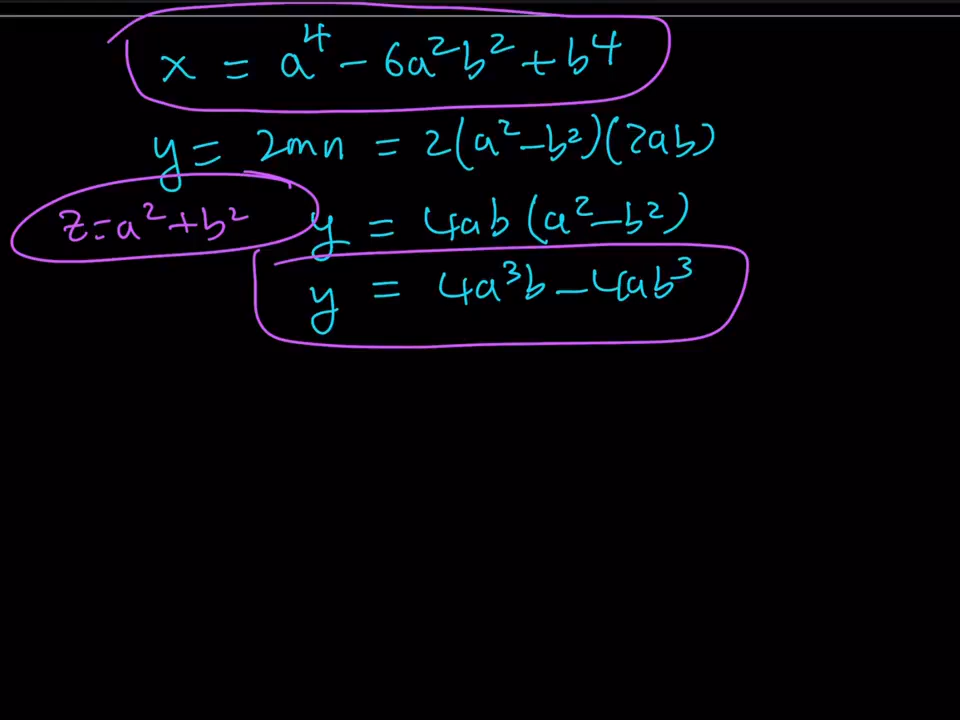 x = a⁴ - 6a²b² + b⁴
y = 2mn = 2(a²-b²)(2ab)
z=a²+b²
y = 4ab(a²-b²)
y = 4a³b - 4ab³